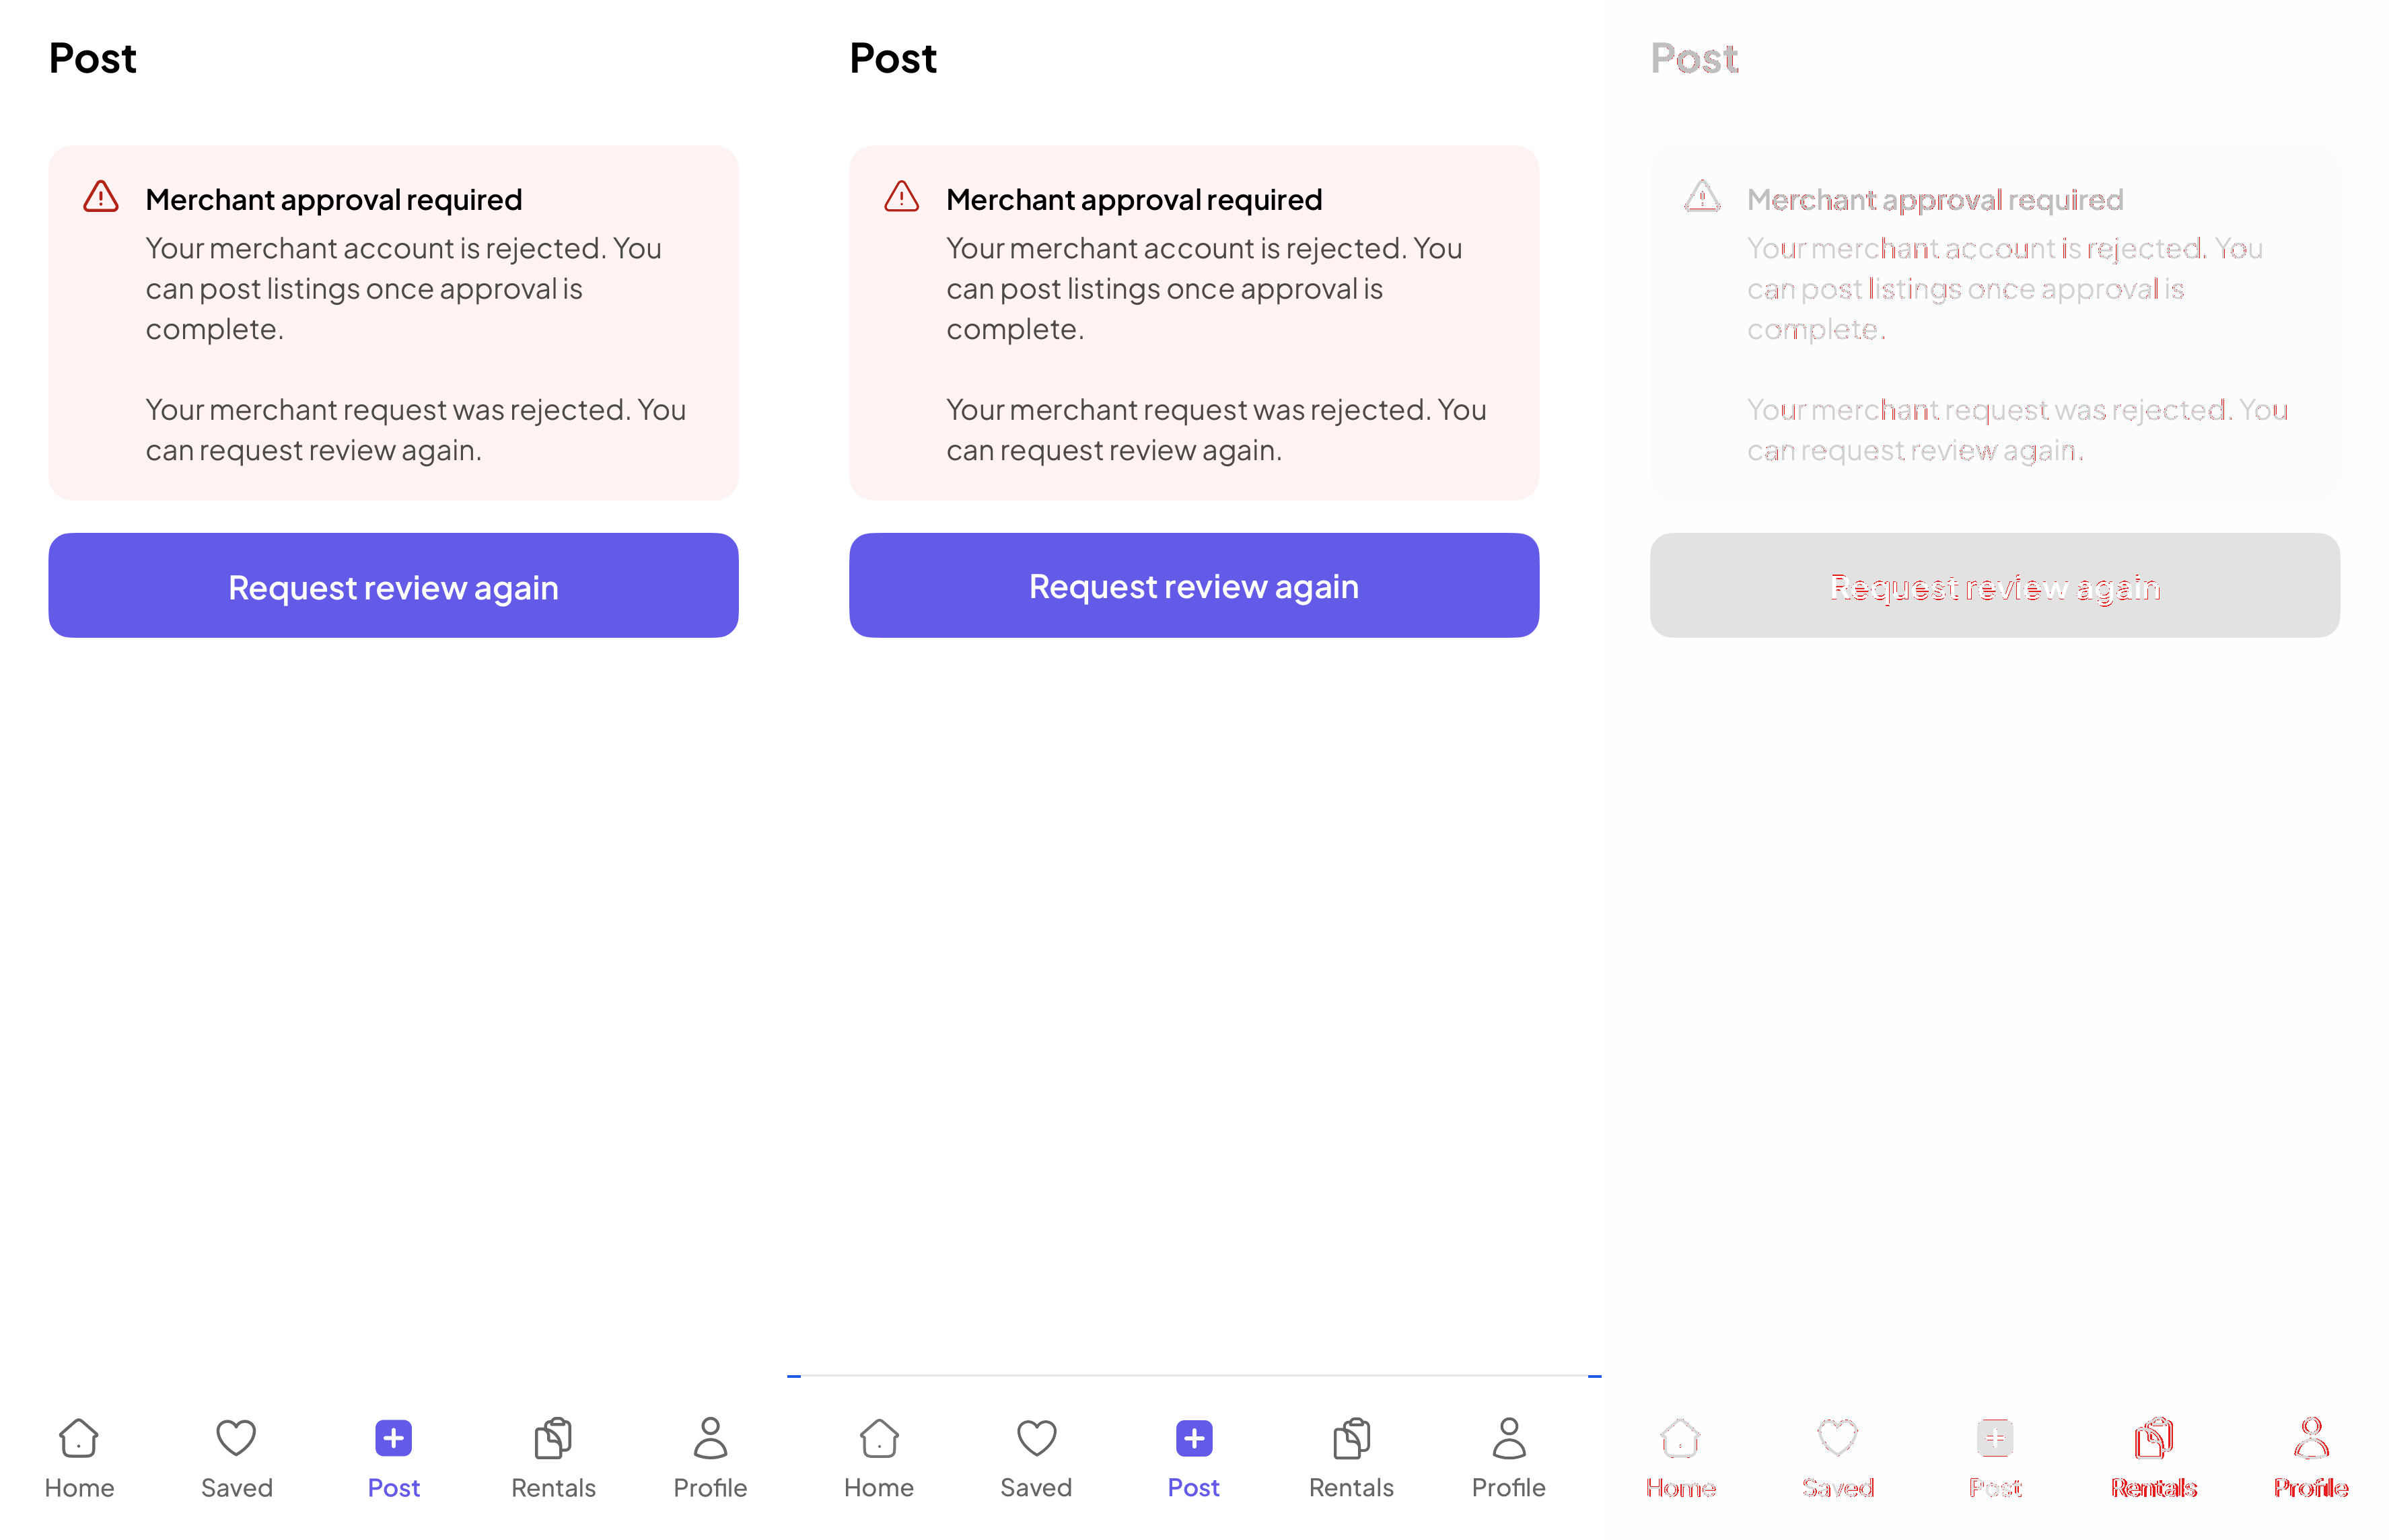 Post
Merchant approval required
Your merchant account is rejected. You
can post listings once approval is
complete.
Your merchant request was rejected. You
can request review again.
Request review again
Home Saved Post Rentals Profile
Post
Merchant approval required
Your merchant account is rejected. You
can post listings once approval is
complete.
Your merchant request was rejected. You
can request review again.
Request review again
Home Saved Post Rentals Profile
Post
Merchant approval required
Your merchant account is rejected. You
can post listings once approval is
complete.
Your merchant request was rejected. You
can request review again.
Request review again
Home Saved Post Rentals Profile